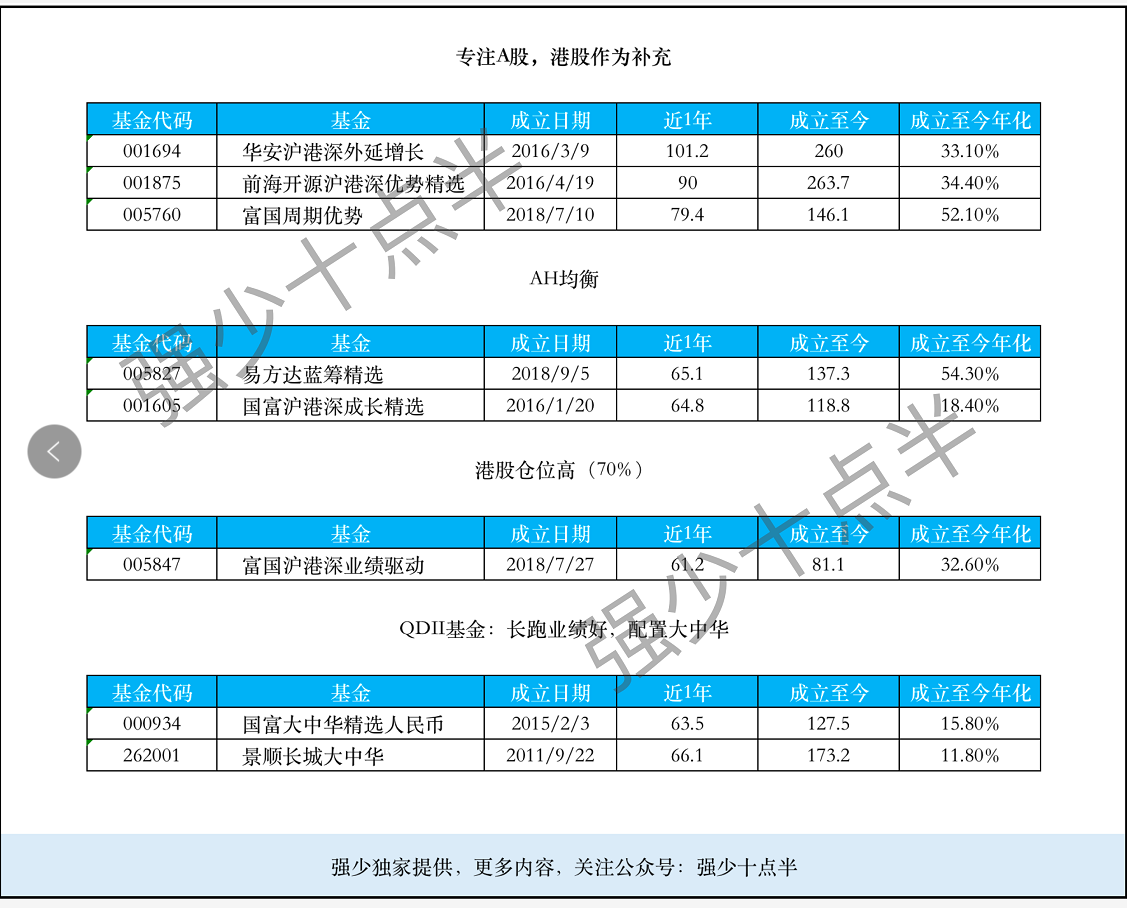 专注A股，港股作为补充
基金代码 基金 成立日期 近1年 成立至今 成立至今年化
001694 华安沪港深外延增长 2016/3/9 101.2 260 33.10%
001875 前海开源沪港深优势精选 2016/4/19 90 263.7 34.40%
005760 富国周期优势 2018/7/10 79.4 146.1 52.10%
AH均衡
基金代码 基金 成立日期 近1年 成立至今 成立至今年化
005827 易方达蓝筹精选 2018/9/5 65.1 137.3 54.30%
001605 国富沪港深成长精选 2016/1/20 64.8 118.8 18.40%
港股仓位高（70%）
基金代码 基金 成立日期 近1年 成立至今 成立至今年化
005847 富国沪港深业绩驱动 2018/7/27 61.2 81.1 32.60%
QDII基金：长跑业绩好，配置大中华
基金代码 基金 成立日期 近1年 成立至今 成立至今年化
000934 国富大中华精选人民币 2015/2/3 63.5 127.5 15.80%
262001 景顺长城大中华 2011/9/22 66.1 173.2 11.80%
强少独家提供，更多内容，关注公众号：强少十点半
强少十点半
强少十点半